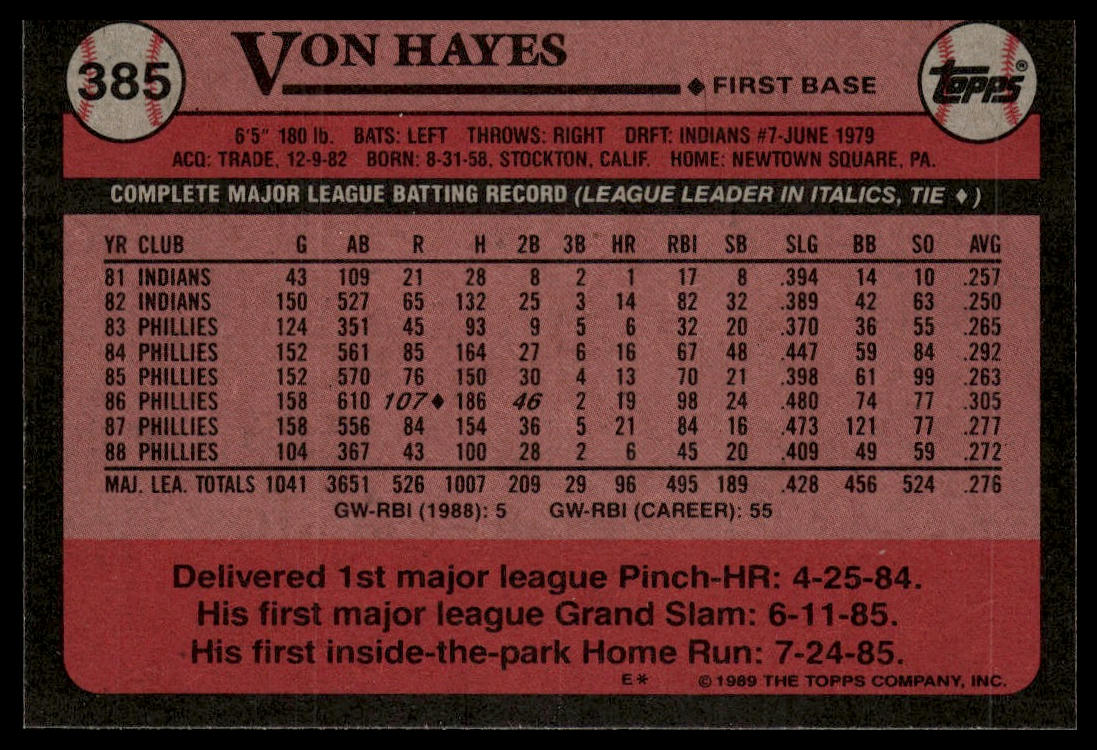 385
VON HAYES
Topps®
◆ FIRST BASE
6'5" 180 lb. BATS: LEFT THROWS: RIGHT DRFT: INDIANS #7-JUNE 1979
ACQ: TRADE, 12-9-82 BORN: 8-31-58, STOCKTON, CALIF. HOME: NEWTOWN SQUARE, PA.
COMPLETE MAJOR LEAGUE BATTING RECORD (LEAGUE LEADER IN ITALICS, TIE ♦)
YR CLUB G AB R H 2B 3B HR RBI SB SLG BB SO AVG
81 INDIANS 43 109 21 28 8 2 1 17 8 .394 14 10 .257
82 INDIANS 150 527 65 132 25 3 14 82 32 .389 42 63 .250
83 PHILLIES 124 351 45 93 9 5 6 32 20 .370 36 55 .265
84 PHILLIES 152 561 85 164 27 6 16 67 48 .447 59 84 .292
85 PHILLIES 152 570 76 150 30 4 13 70 21 .398 61 99 .263
86 PHILLIES 158 610 107♦ 186 46 2 19 98 24 .480 74 77 .305
87 PHILLIES 158 556 84 154 36 5 21 84 16 .473 121 77 .277
88 PHILLIES 104 367 43 100 28 2 6 45 20 .409 49 59 .272
MAJ. LEA. TOTALS 1041 3651 526 1007 209 29 96 495 189 .428 456 524 .276
GW-RBI (1988): 5 GW-RBI (CAREER): 55
Delivered 1st major league Pinch-HR: 4-25-84.
His first major league Grand Slam: 6-11-85.
His first inside-the-park Home Run: 7-24-85.
E* © 1989 THE TOPPS COMPANY, INC.